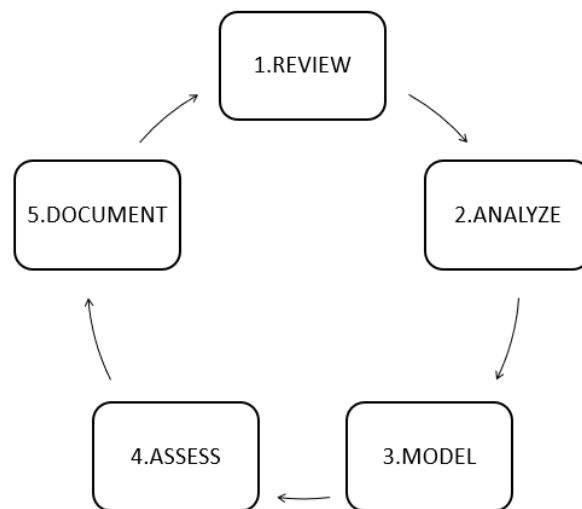 1.REVIEW
2.ANALYZE
3.MODEL
4.ASSESS
5.DOCUMENT